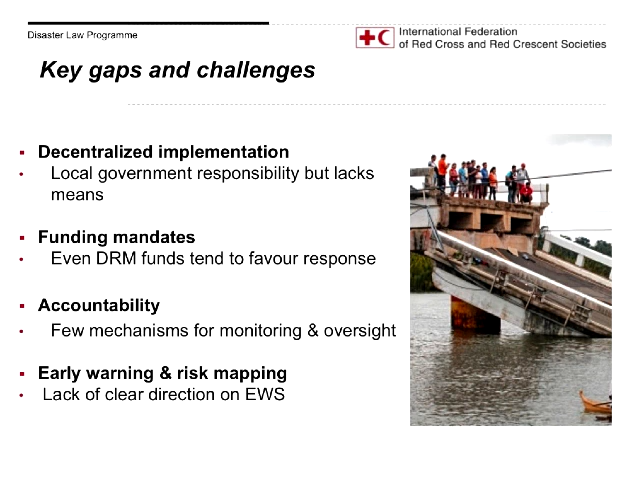 Disaster Law Programme
International Federation
of Red Cross and Red Crescent Societies
Key gaps and challenges
▪ Decentralized implementation
• Local government responsibility but lacks
means
▪ Funding mandates
• Even DRM funds tend to favour response
▪ Accountability
• Few mechanisms for monitoring & oversight
▪ Early warning & risk mapping
• Lack of clear direction on EWS